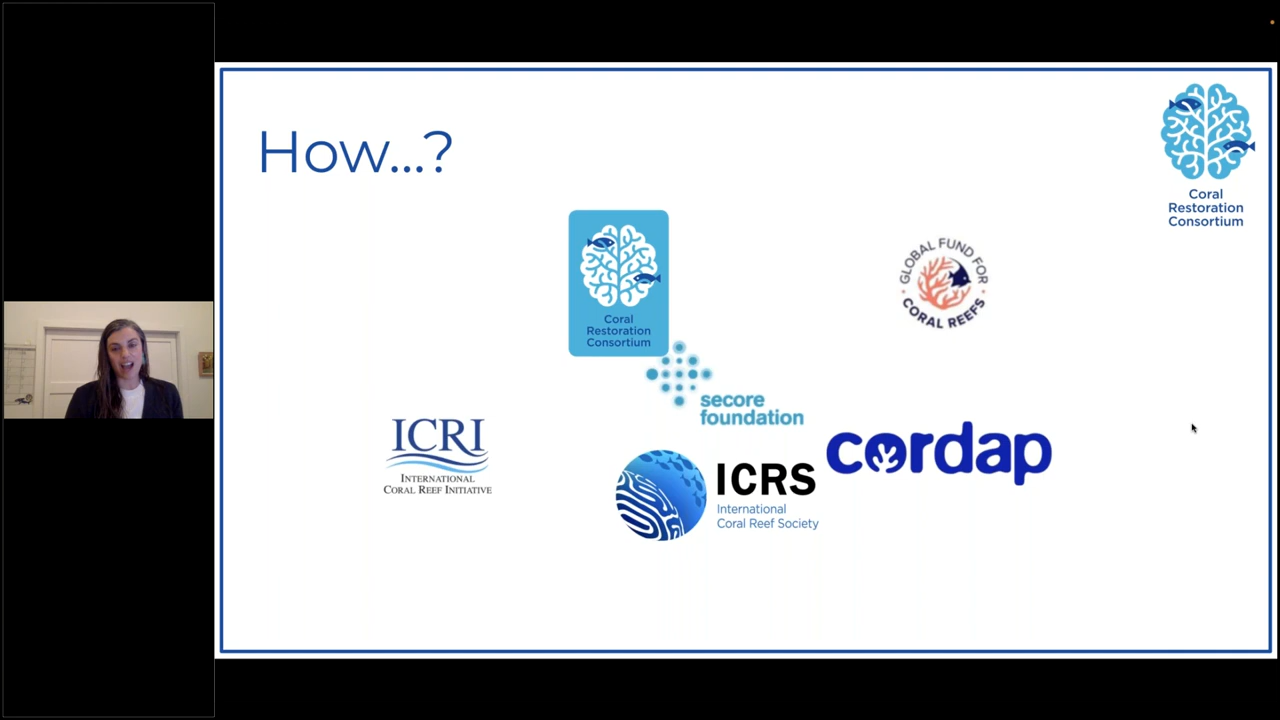 How...?
Coral
Restoration
Consortium
Coral
Restoration
Consortium
GLOBAL FUND FOR
CORAL REEFS
secore
foundation
ICRI
INTERNATIONAL
CORAL REEF INITIATIVE
cordap
ICRS
International
Coral Reef Society